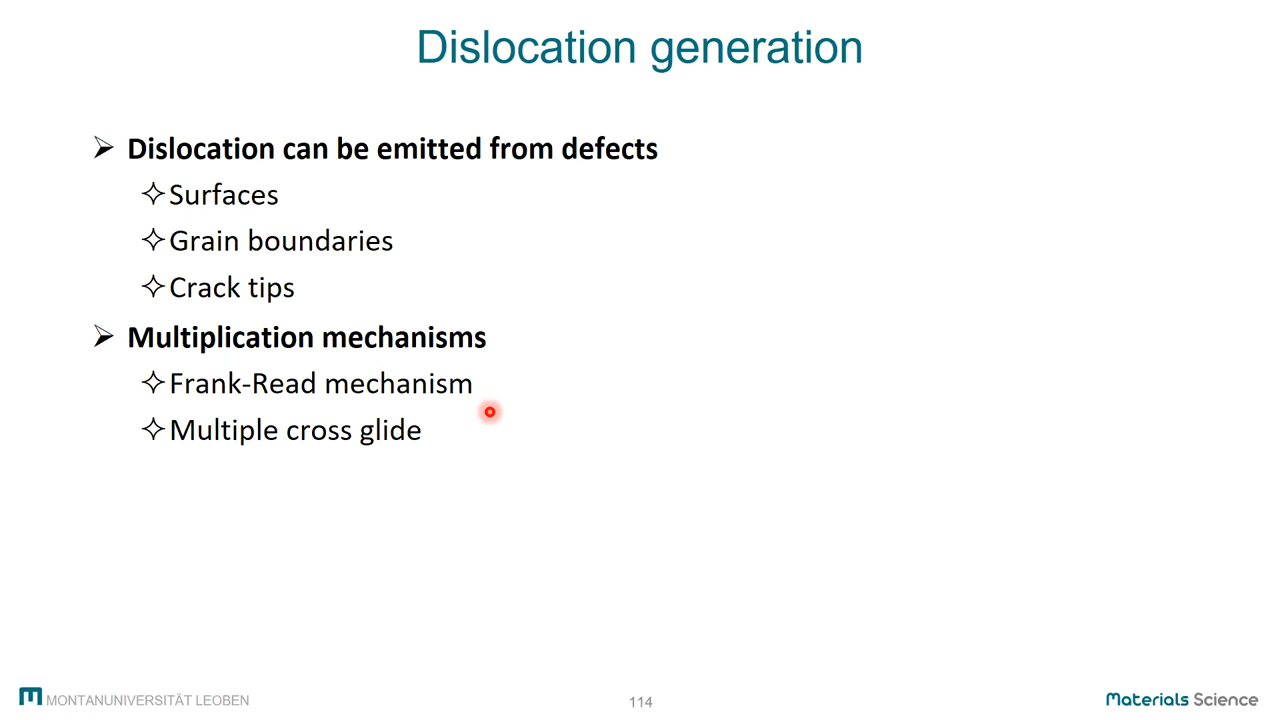 Dislocation generation
Dislocation can be emitted from defects
Surfaces
Grain boundaries
Crack tips
Multiplication mechanisms
Frank-Read mechanism
Multiple cross glide
MONTANUNIVERSITÄT LEOBEN
114
Materials Science